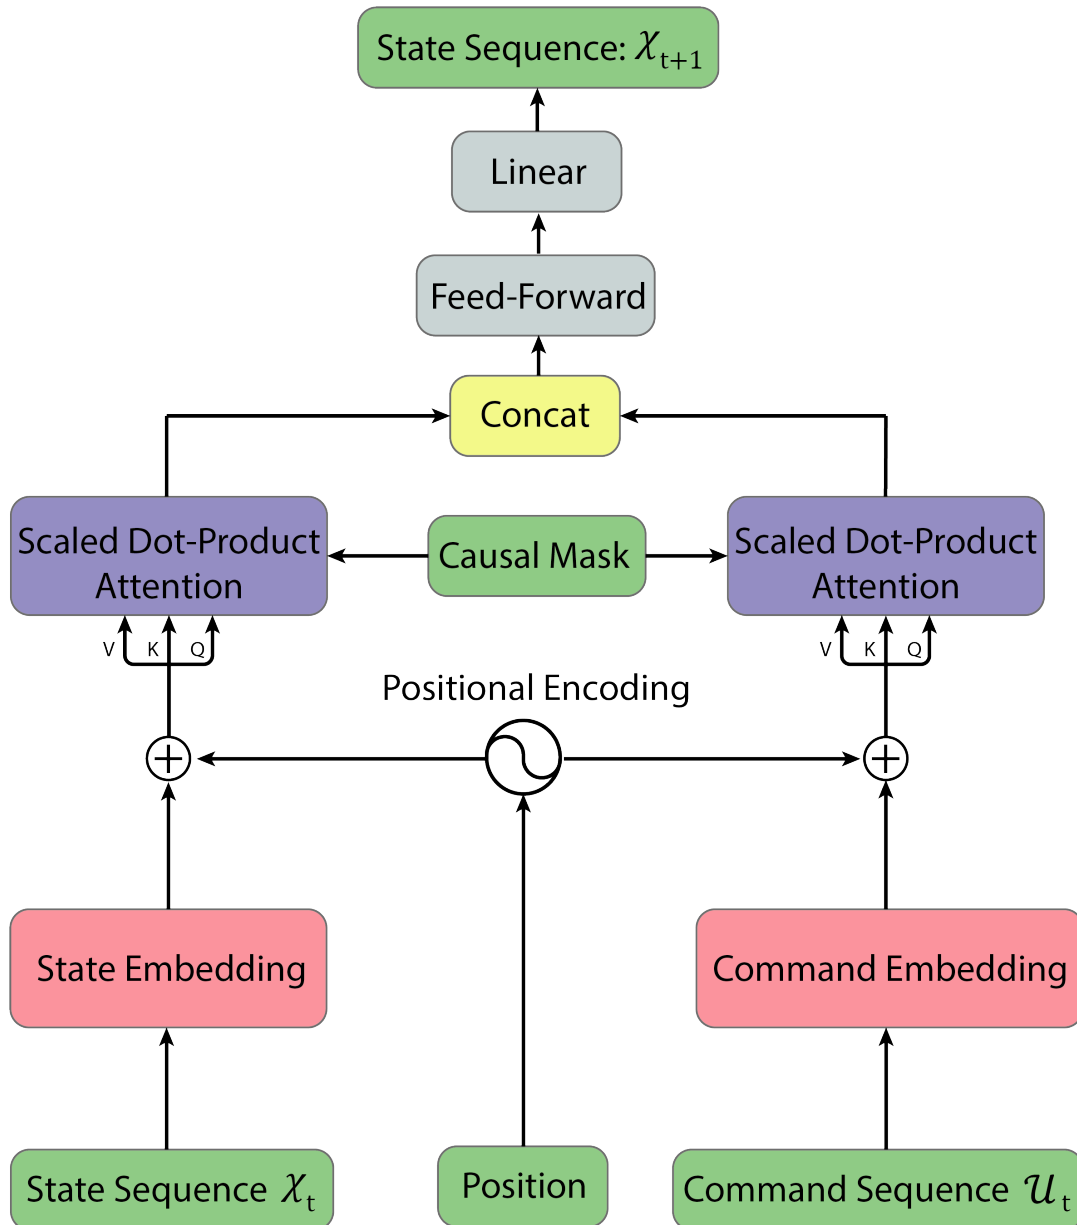 State Sequence: 𝒳t+1
Linear
Feed-Forward
Concat
Scaled Dot-Product
Attention
Causal Mask
Scaled Dot-Product
Attention
V K Q
V K Q
Positional Encoding
State Embedding
Command Embedding
State Sequence 𝒳t
Position
Command Sequence 𝒰t